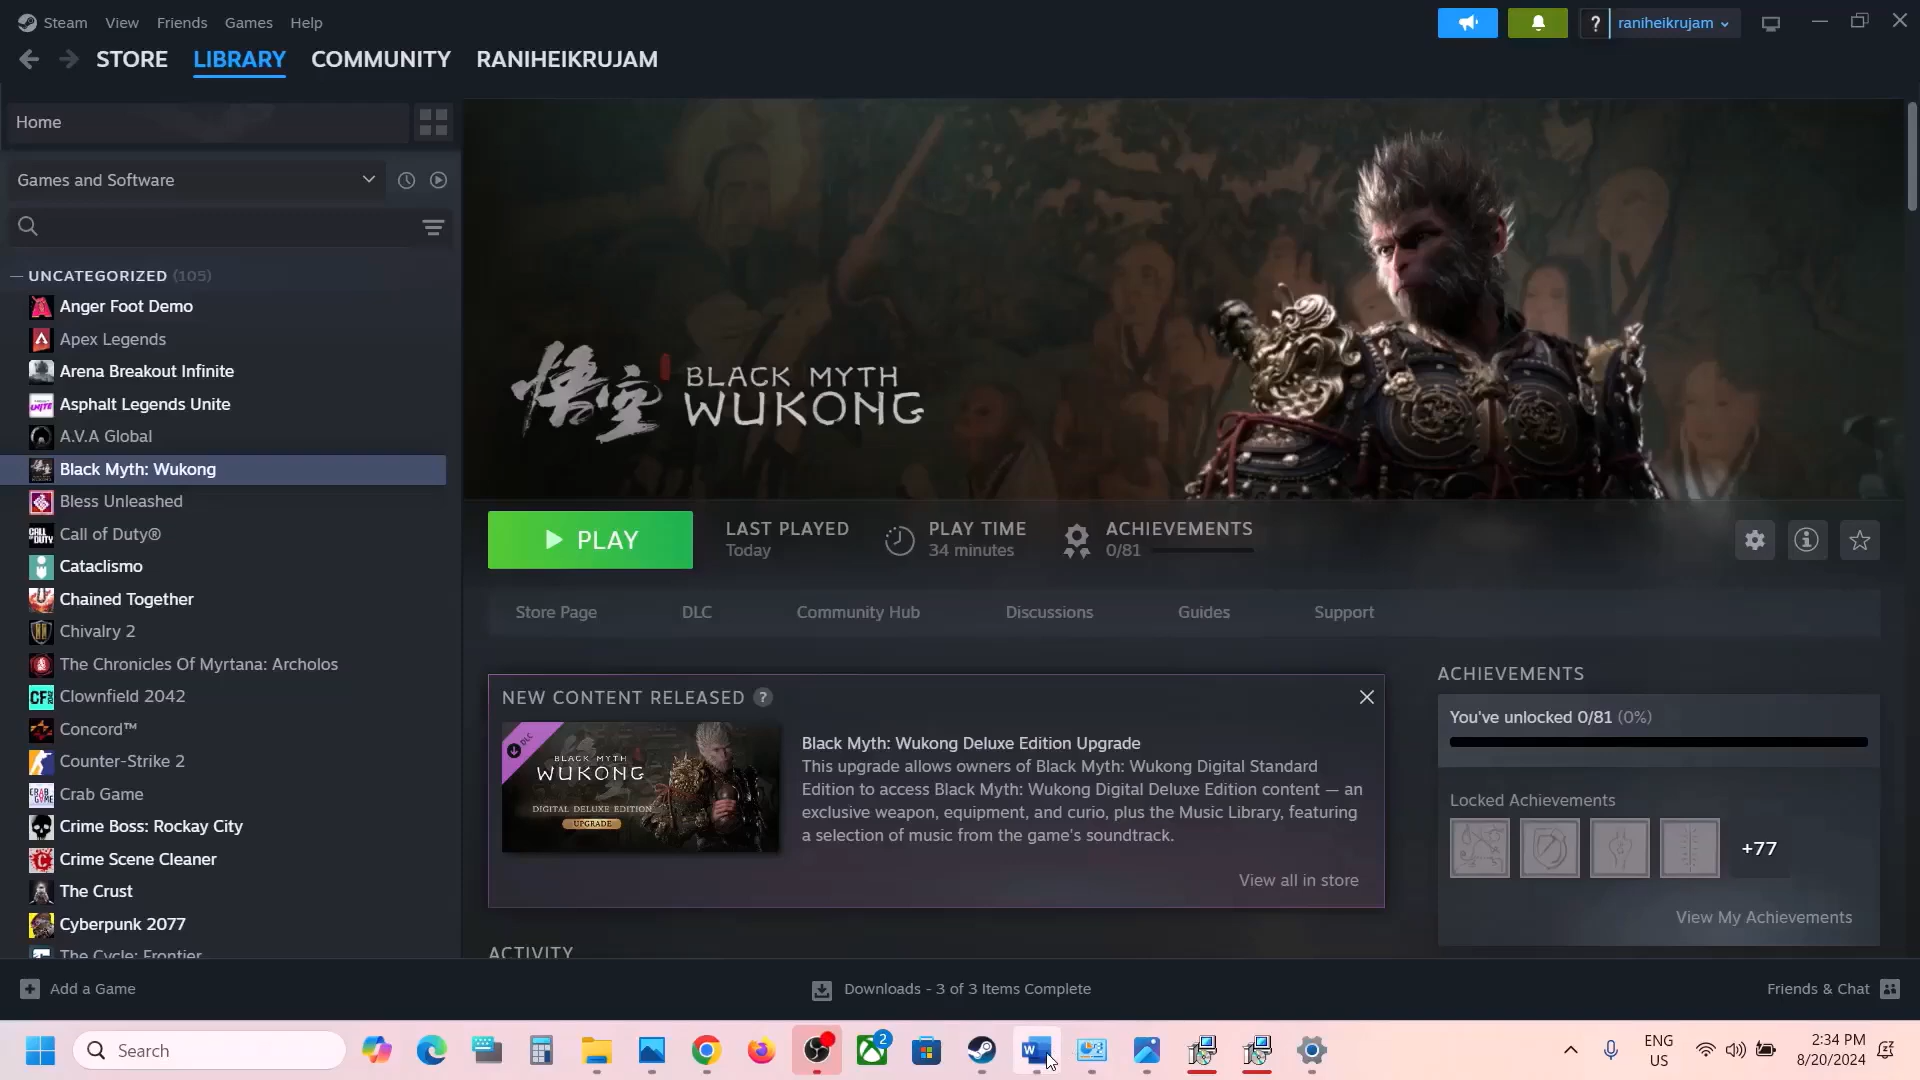 Steam View Friends Games Help
? raniheikrujam
STORE LIBRARY COMMUNITY RANIHEIKRUJAM
Home
Games and Software
UNCATEGORIZED (105)
Anger Foot Demo
Apex Legends
Arena Breakout Infinite
Asphalt Legends Unite
A.V.A Global
Black Myth: Wukong
Bless Unleashed
Call of Duty®
Cataclismo
Chained Together
Chivalry 2
The Chronicles Of Myrtana: Archolos
Clownfield 2042
Concord™
Counter-Strike 2
Crab Game
Crime Boss: Rockay City
Crime Scene Cleaner
The Crust
Cyberpunk 2077
The Cycle: Frontier
悟空 BLACK MYTH
WUKONG
PLAY
LAST PLAYED
Today
PLAY TIME
34 minutes
ACHIEVEMENTS
0/81
Store Page DLC Community Hub Discussions Guides Support
NEW CONTENT RELEASED ?
DLC
BLACK MYTH
WUKONG
DIGITAL DELUXE EDITION
UPGRADE
Black Myth: Wukong Deluxe Edition Upgrade
This upgrade allows owners of Black Myth: Wukong Digital Standard
Edition to access Black Myth: Wukong Digital Deluxe Edition content — an
exclusive weapon, equipment, and curio, plus the Music Library, featuring
a selection of music from the game's soundtrack.
View all in store
ACTIVITY
ACHIEVEMENTS
You've unlocked 0/81 (0%)
Locked Achievements
+77
View My Achievements
Add a Game
Downloads - 3 of 3 Items Complete
Friends & Chat
Search
2
ENG
US
2:34 PM
8/20/2024